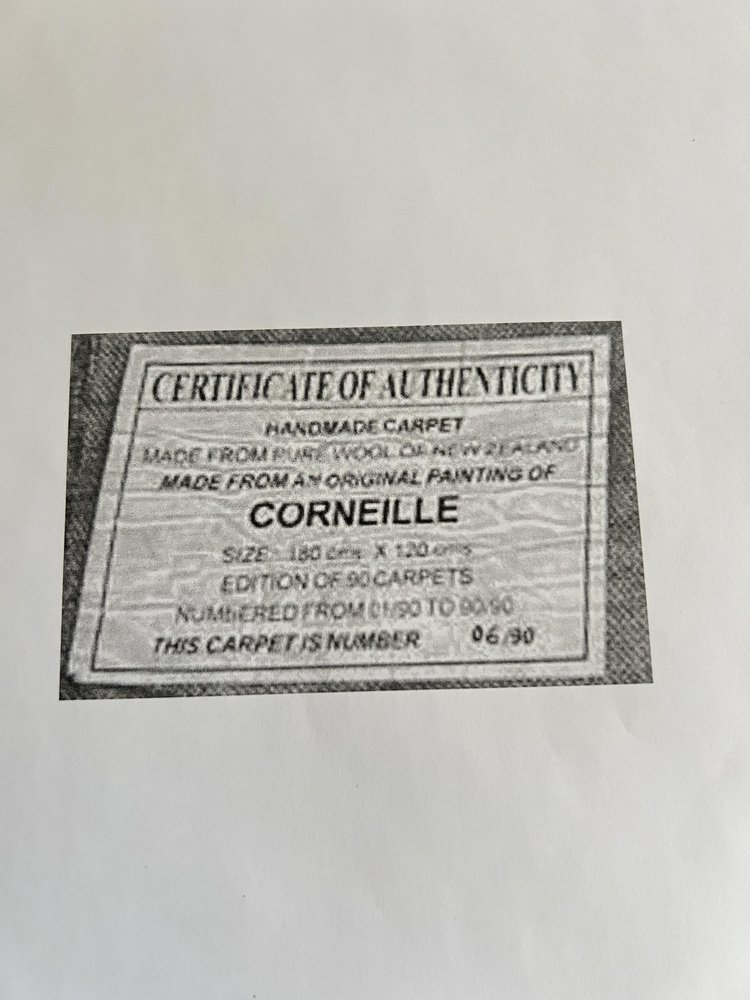 CERTIFICATE OF AUTHENTICITY
HANDMADE CARPET
MADE FROM PURE WOOL OF NEW ZEALAND
MADE FROM AN ORIGINAL PAINTING OF
CORNEILLE
SIZE: 180 cms X 120 cms
EDITION OF 90 CARPETS
NUMBERED FROM 01/90 TO 90/90
THIS CARPET IS NUMBER 06/90